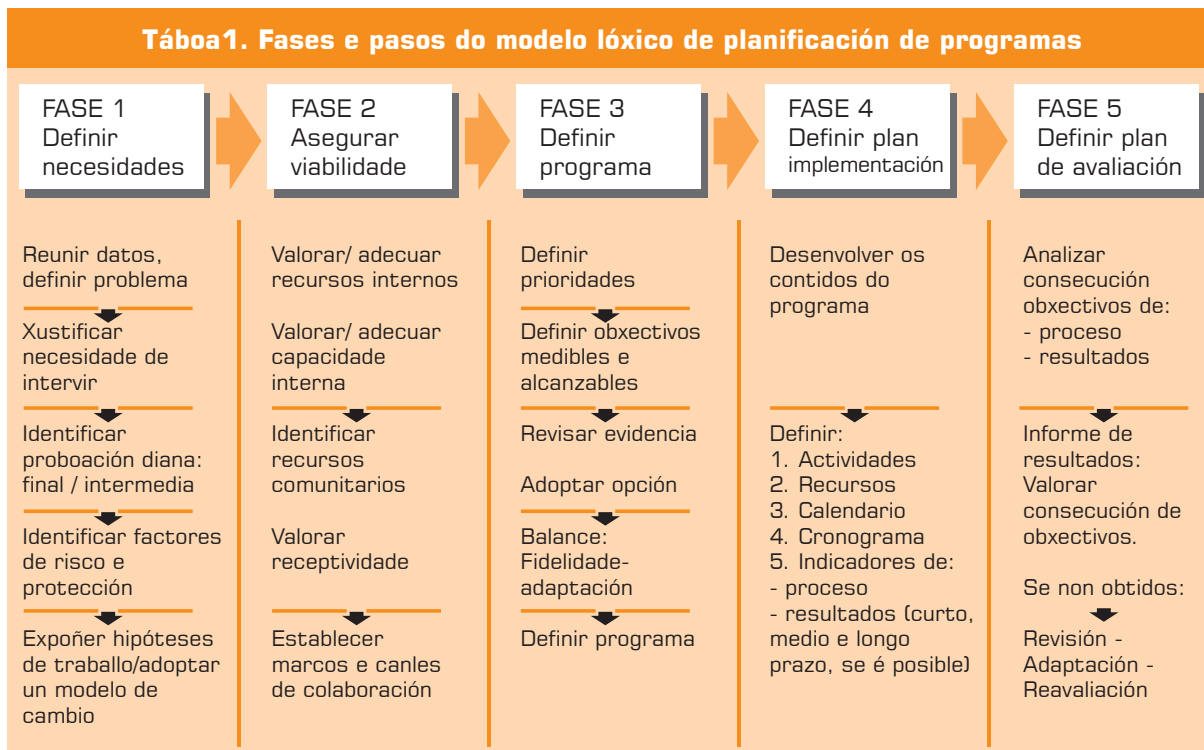 Táboa1. Fases e pasos do modelo lóxico de planificación de programas
FASE 1
Definir
necesidades
FASE 2
Asegurar
viabilidade
FASE 3
Definir
programa
FASE 4
Definir plan
implementación
FASE 5
Definir plan
de avaliación
Reunir datos,
definir problema
Xustificar
necesidade de
intervir
Identificar
proboación diana:
final / intermedia
Identificar factores
de risco e
protección
Expoñer hipóteses
de traballo/adoptar
un modelo de
cambio
Valorar/ adecuar
recursos internos
Valorar/ adecuar
capacidade
interna
Identificar
recursos
comunitarios
Valorar
receptividade
Establecer
marcos e canles
de colaboración
Definir
prioridades
Definir obxectivos
medibles e
alcanzables
Revisar evidencia
Adoptar opción
Balance:
Fidelidade-
adaptación
Definir programa
Desenvolver os
contidos do
programa
Definir:
1. Actividades
2. Recursos
3. Calendario
4. Cronograma
5. Indicadores de:
- proceso
- resultados (curto,
medio e longo
prazo, se é posible)
Analizar
consecución
obxectivos de:
- proceso
- resultados
Informe de
resultados:
Valorar
consecución de
obxectivos.
Se non obtidos:
Revisión -
Adaptación -
Reavaliación